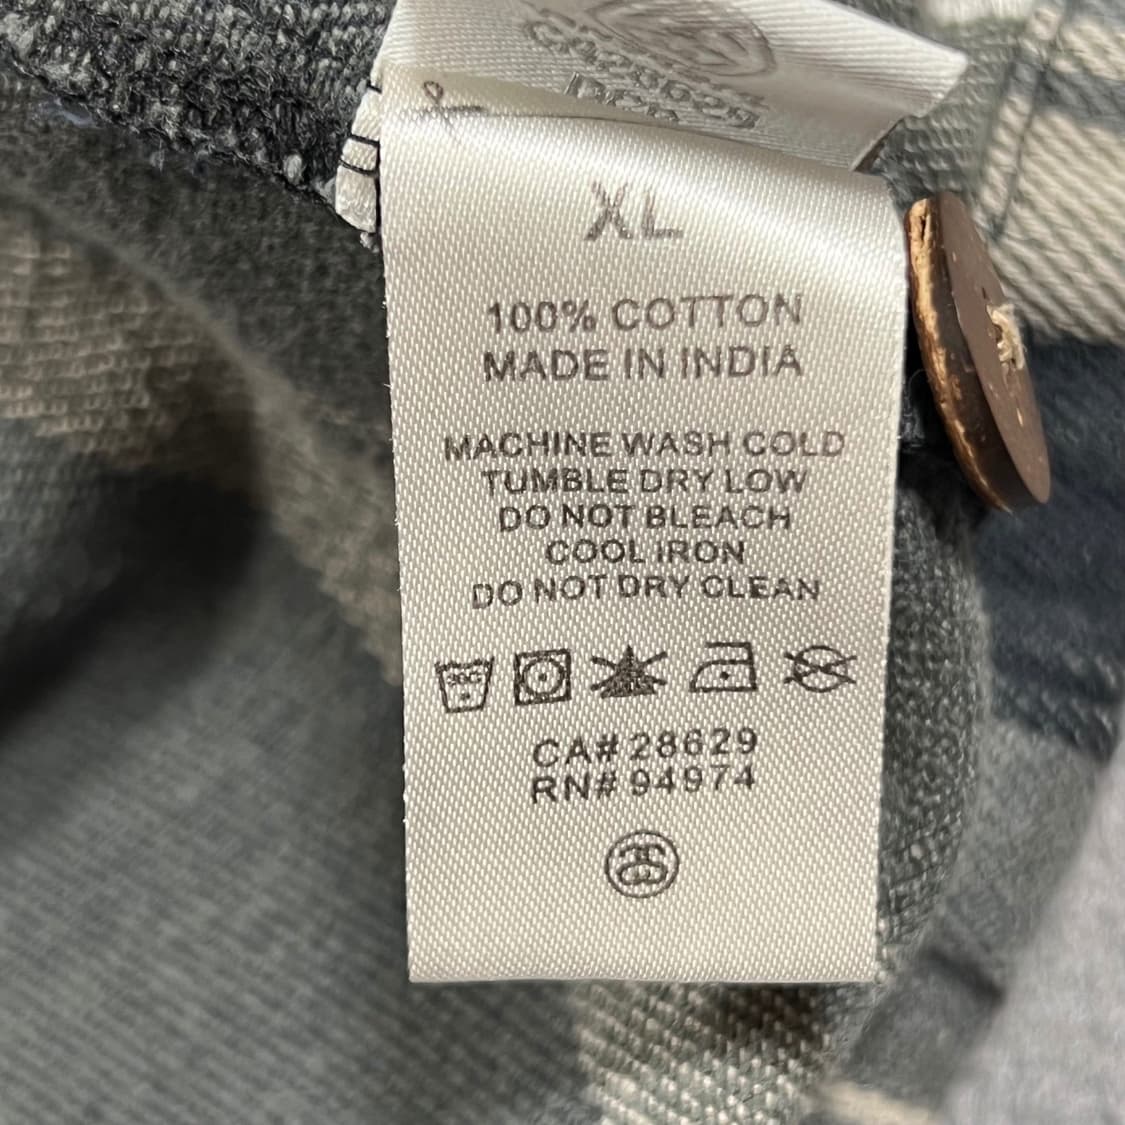 XL
100% COTTON
MADE IN INDIA
MACHINE WASH COLD
TUMBLE DRY LOW
DO NOT BLEACH
COOL IRON
DO NOT DRY CLEAN
30C
CA# 28629
RN# 94974